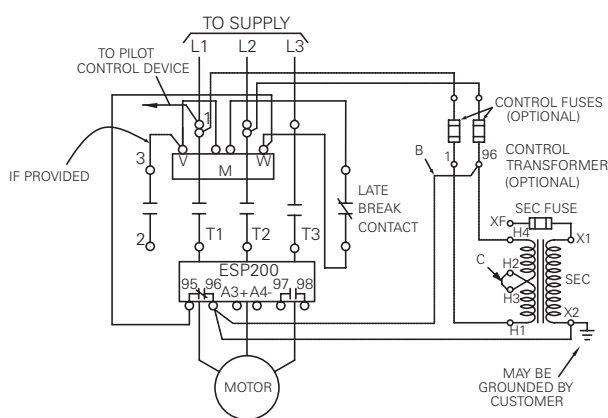 TO SUPPLY
L1 L2 L3
TO PILOT
CONTROL DEVICE
1
CONTROL FUSES
(OPTIONAL)
3
V
W
M
B
1
96
CONTROL
TRANSFORMER
(OPTIONAL)
IF PROVIDED
LATE
BREAK
CONTACT
SEC FUSE
XF
2
T1
T2
T3
H4
X1
ESP200
C
H2
SEC
95 96 A3+A4- 97 98
H3
X2
H1
MOTOR
MAY BE
GROUNDED BY
CUSTOMER